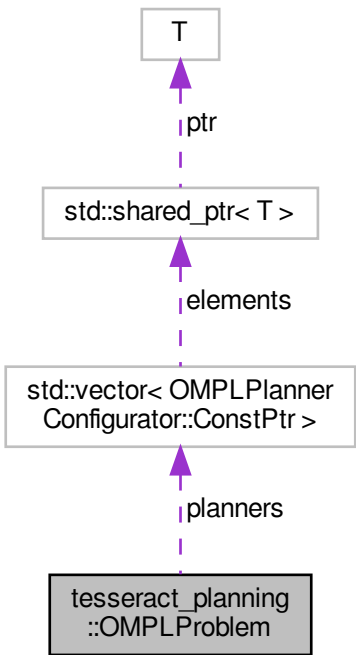 T
ptr
std::shared_ptr< T >
elements
std::vector< OMPLPlanner
Configurator::ConstPtr >
planners
tesseract_planning
::OMPLProblem